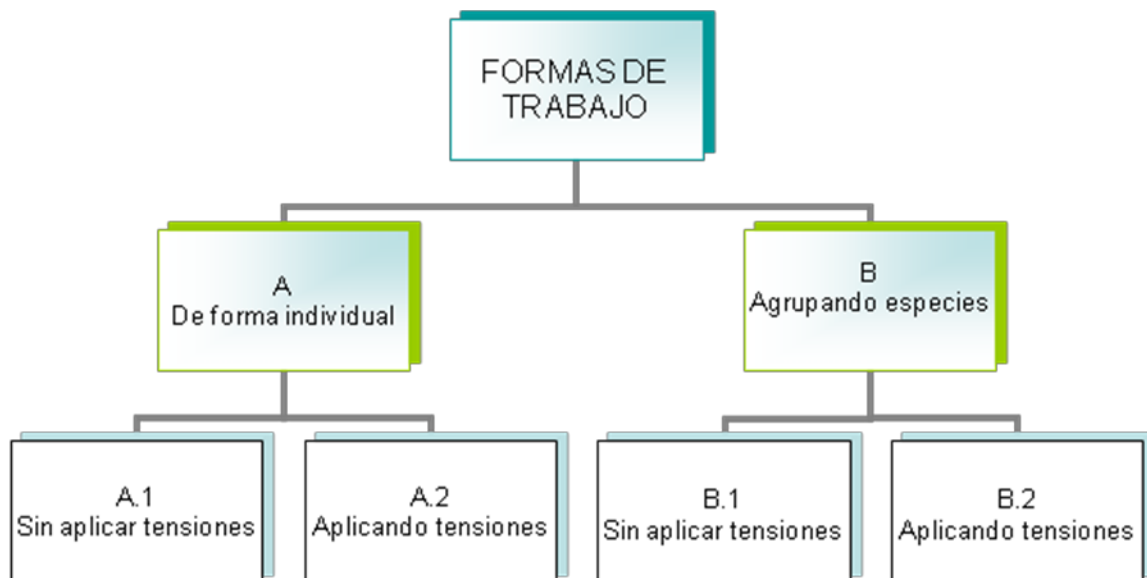 FORMAS DE
TRABAJO
A
De forma individual
B
Agrupando especies
A.1
Sin aplicar tensiones
A.2
Aplicando tensiones
B.1
Sin aplicar tensiones
B.2
Aplicando tensiones